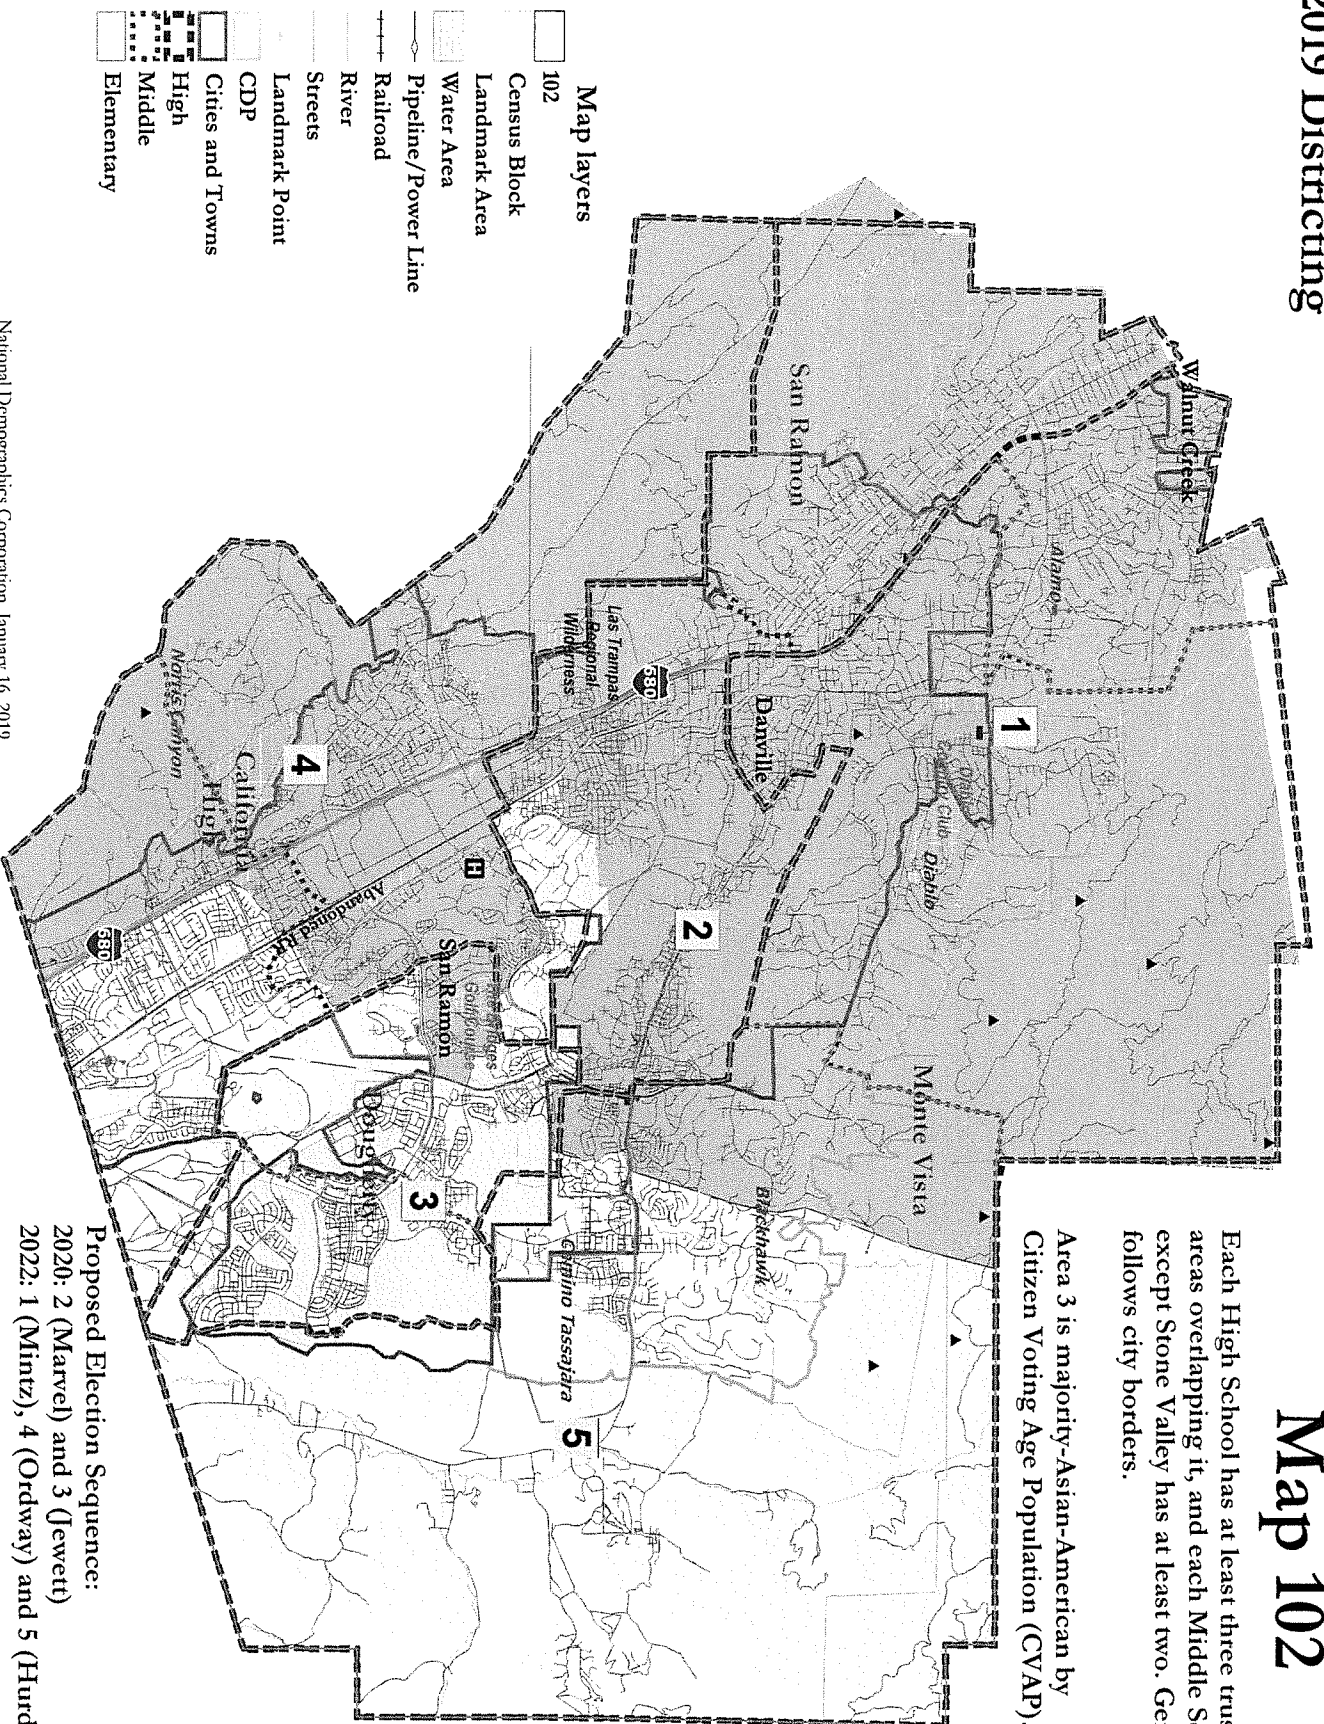 2019 Districting
Map 102
Each High School has at least three trus
areas overlapping it, and each Middle S
except Stone Valley has at least two. Ge
follows city borders.
Area 3 is majority-Asian-American by
Citizen Voting Age Population (CVAP).
Walnut Creek
San Ramon
Alamo
1
Danville
Diablo
Country Club
Diablo
Monte Vista
Blackhawk
Las Trampas
Regional
Wilderness
680
2
Norris Canyon
4
California
High
H
Abandoned RR
680
San Ramon
Golf Course
Dougherty
3
Camino Tassajara
5
Map layers
102
Census Block
Landmark Area
Water Area
Pipeline/Power Line
Railroad
River
Streets
Landmark Point
CDP
Cities and Towns
High
Middle
Elementary
Proposed Election Sequence:
2020: 2 (Marvel) and 3 (Jewett)
2022: 1 (Mintz), 4 (Ordway) and 5 (Hurd
National Demographics Corporation, January 16, 2019